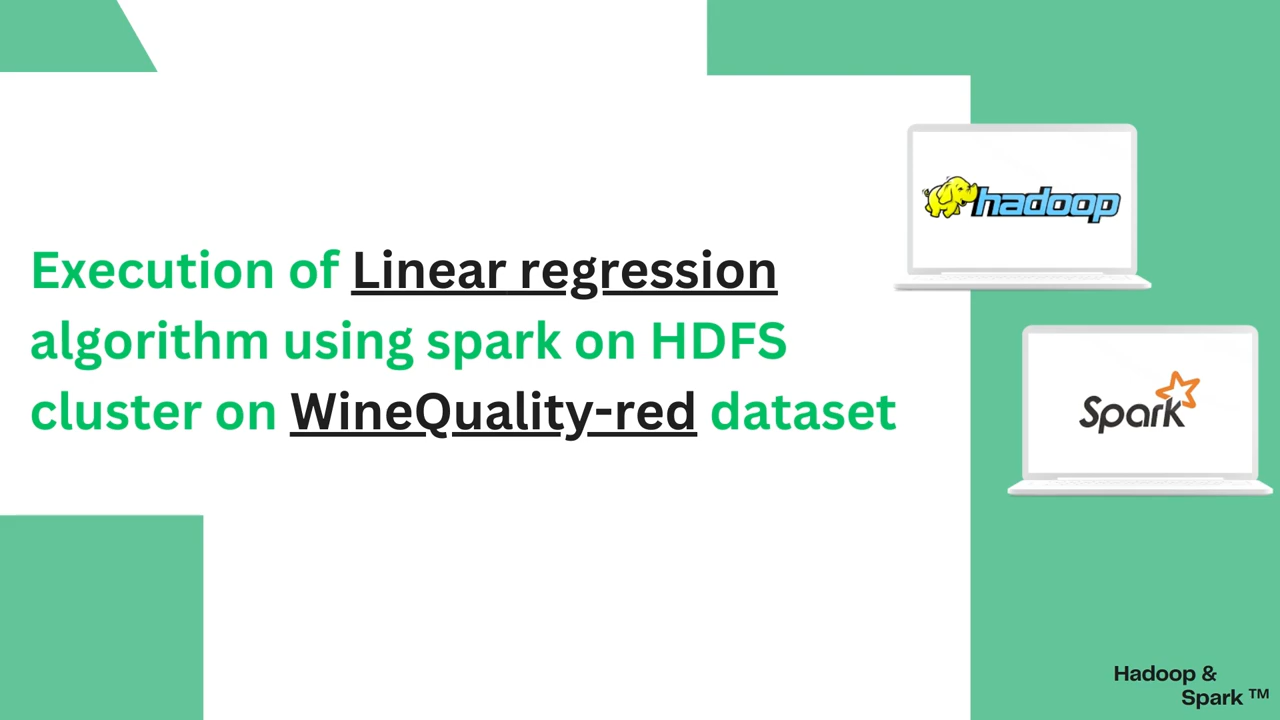 Execution of Linear regression
algorithm using spark on HDFS
cluster on WineQuality-red dataset
hadoop
Spark
Hadoop &
Spark ™